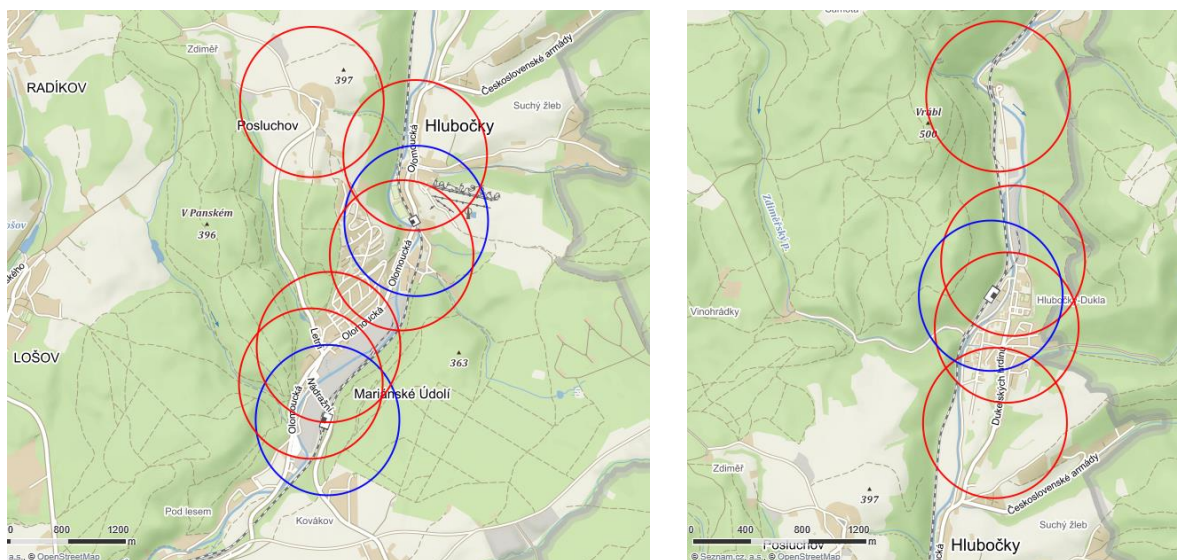 Zdiměř
RADÍKOV
397
Posluchov
Československé armády
Suchý žleb
Hlubočky
Olomoucká
V Panském
396
LOŠOV
Olomoucká
Letní
Olomoucká
363
Nádražní
Mariánské Údolí
Olomoucká
Pod lesem
Kovákov
800
1200
m
a.s., © OpenStreetMap
Vrúbl
500
Zdiměřský p.
Vinohrádky
Hlubočky-Dukla
Dukelských hrdinů
Zdiměř
397
Československé armády
Suchý žleb
0
400
800
1200
m
Posluchov
Hlubočky
© Seznam.cz, a.s., © OpenStreetMap